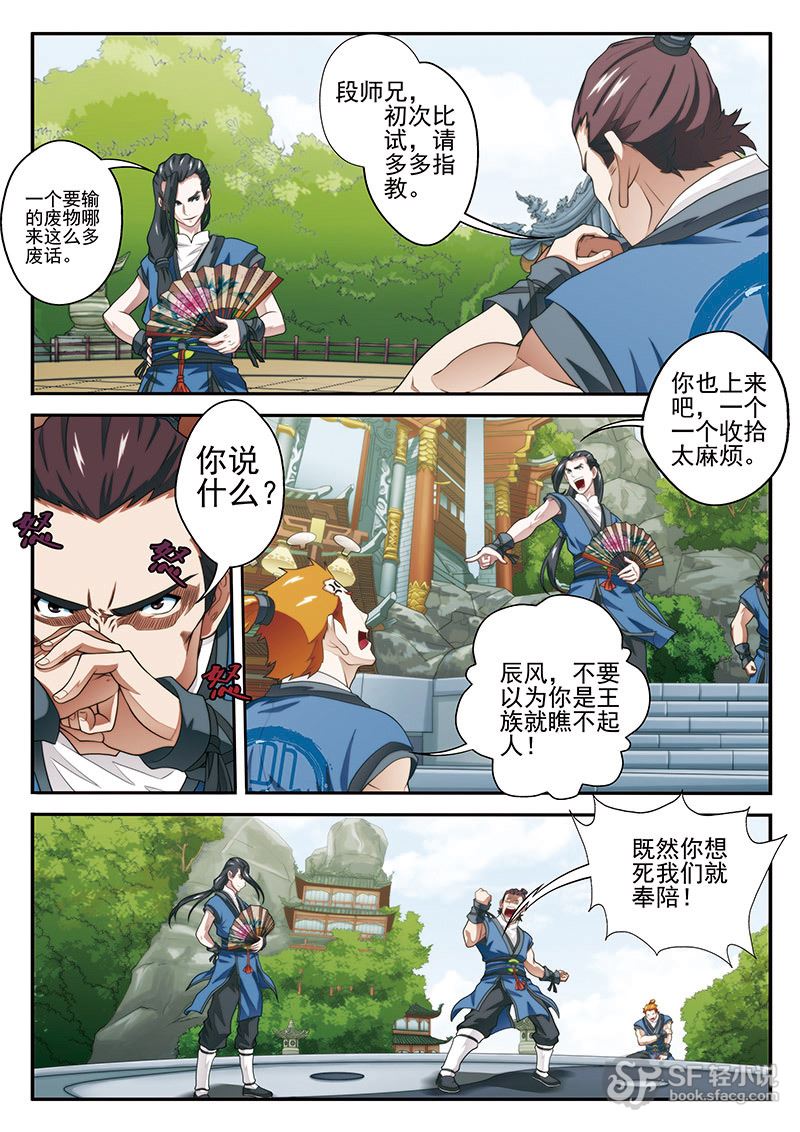 段师兄，
初次比
试，请
多多指
教。
一个要输
的废物哪
来这么多
废话。
你说
什么？
怒
怒
怒
你也上来
吧，一个
一个收拾
太麻烦。
辰风，不要
以为你是王
族就瞧不起
人！
既然你想
死我们就
奉陪！
SF轻小说
book.sfacg.com